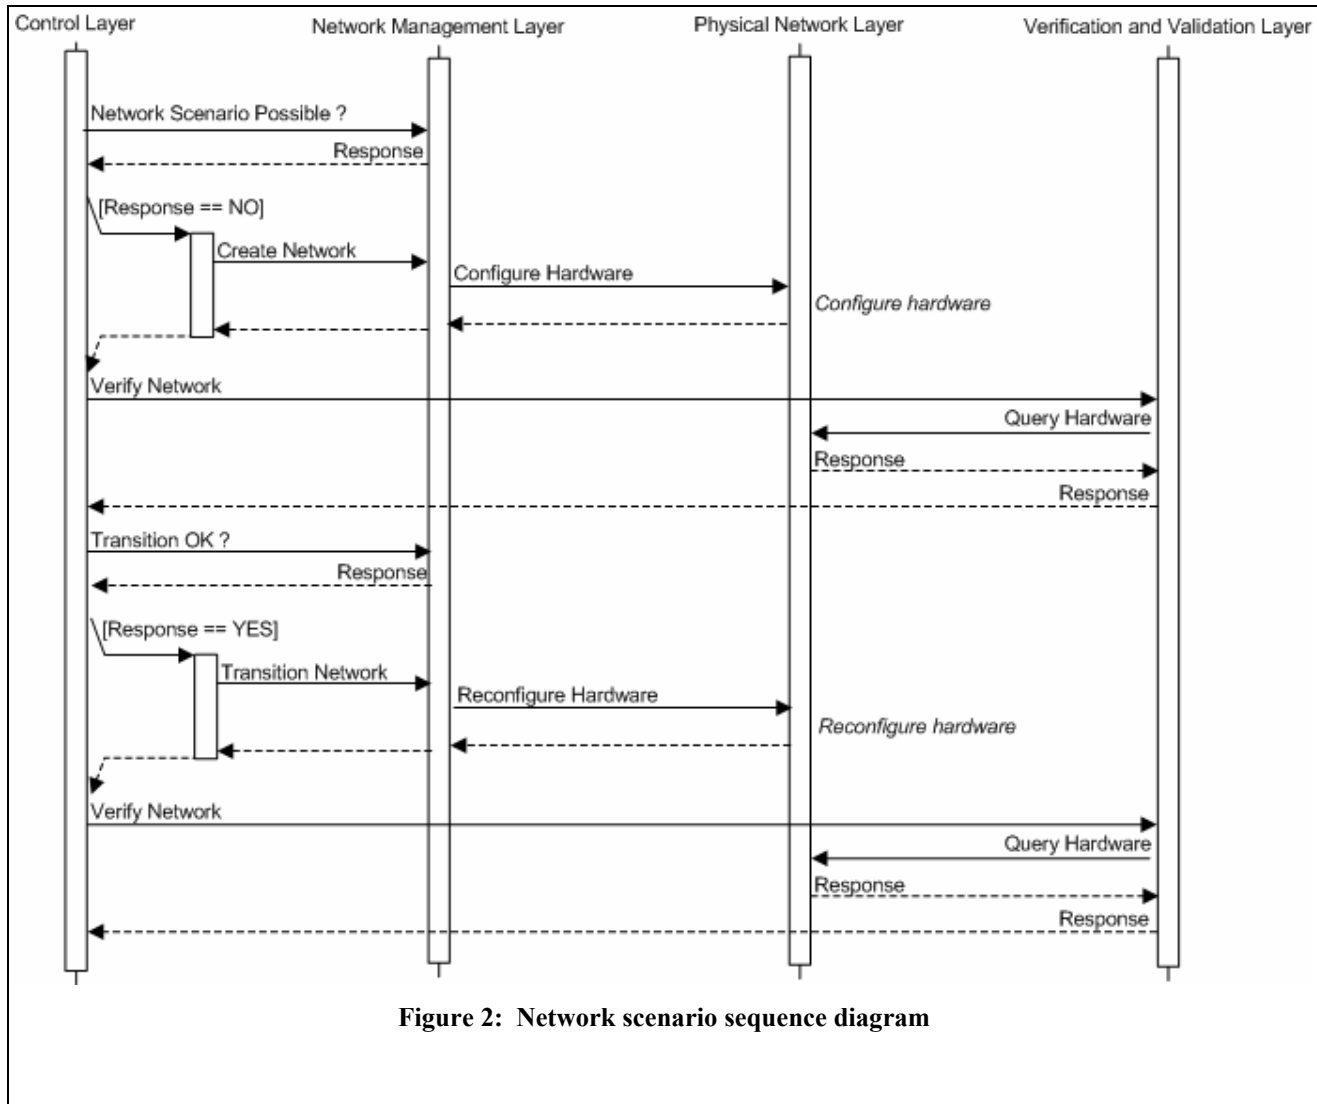 Control Layer
Network Management Layer
Physical Network Layer
Verification and Validation Layer
Network Scenario Possible ?
Response
[Response == NO]
Create Network
Configure Hardware
Configure hardware
Verify Network
Query Hardware
Response
Response
Transition OK ?
Response
[Response == YES]
Transition Network
Reconfigure Hardware
Reconfigure hardware
Verify Network
Query Hardware
Response
Response
Figure 2: Network scenario sequence diagram